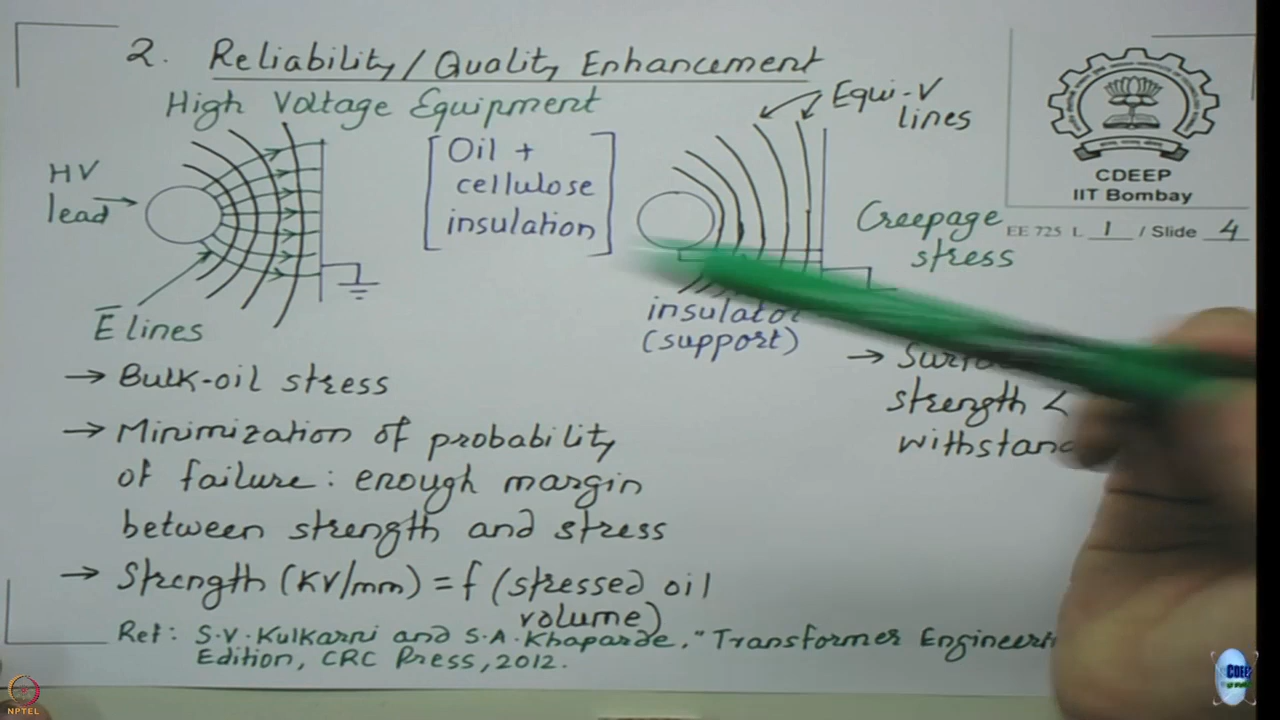 2. Reliability/Quality Enhancement
High Voltage Equipment
HV
lead
E̅ lines
[Oil +
cellulose
insulation]
Equi-V
lines
Creepage
stress
insulator
(support)
→ Bulk-oil stress
→ Minimization of probability
of failure: enough margin
between strength and stress
→ Strength (KV/mm) = f (stressed oil
volume)
→
strength <
withstand
Ref: S.V. Kulkarni and S.A. Khaparde, "Transformer
Edition, CRC Press, 2012.
CDEEP
IIT Bombay
EE 725 L 1 / Slide 4
NPTEL
CDEEP